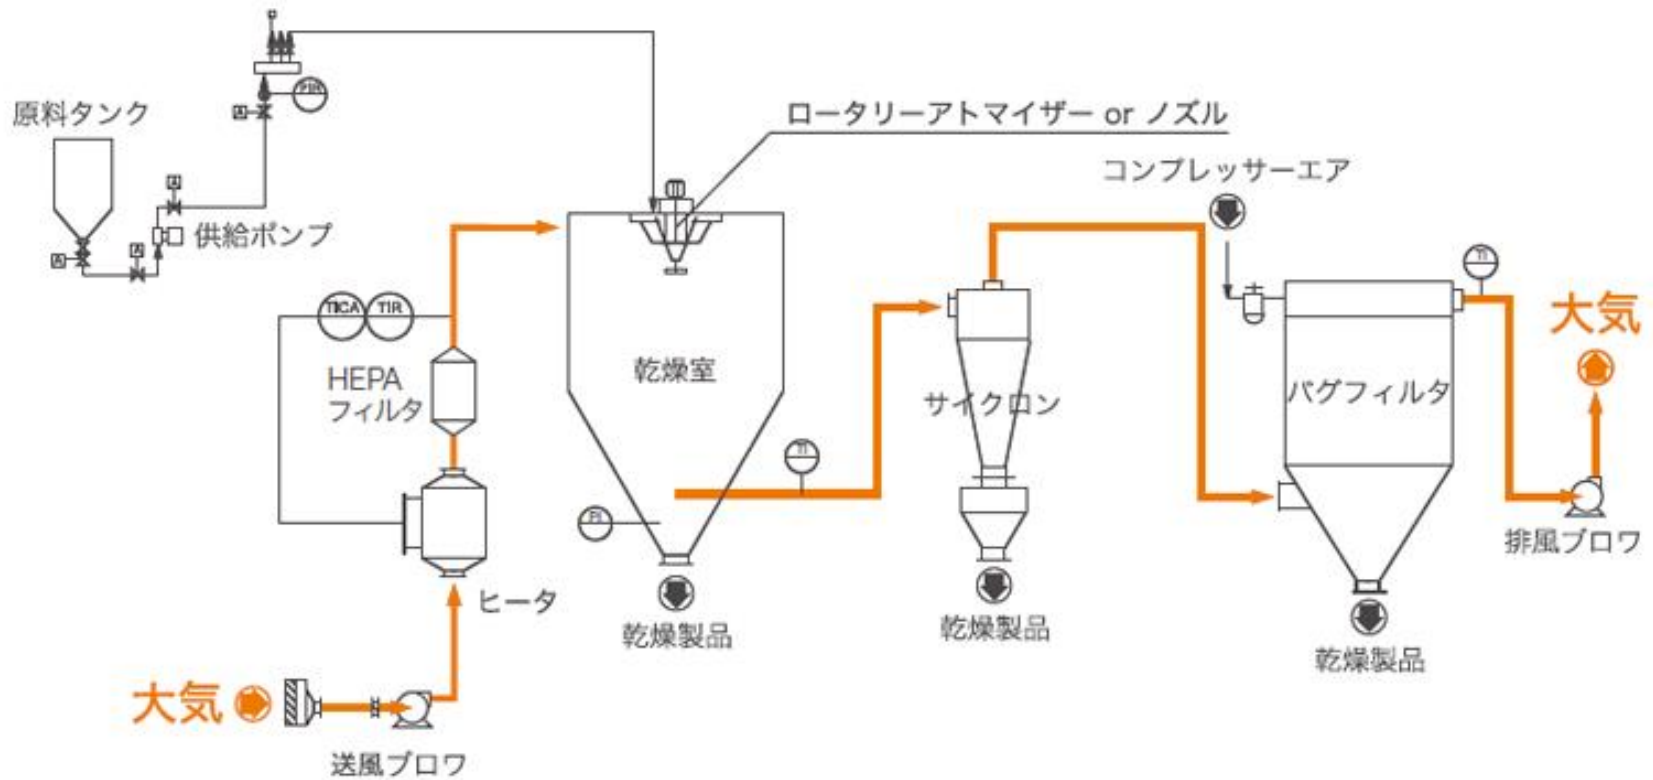 原料タンク
A
A
A
A
PIR
供給ポンプ
ロータリーアトマイザー or ノズル
コンプレッサーエア
TICA
TIR
HEPA
フィルタ
乾燥室
サイクロン
バグフィルタ
TI
TI
大気
排風ブロワ
ヒータ
乾燥製品
乾燥製品
乾燥製品
大気
送風ブロワ